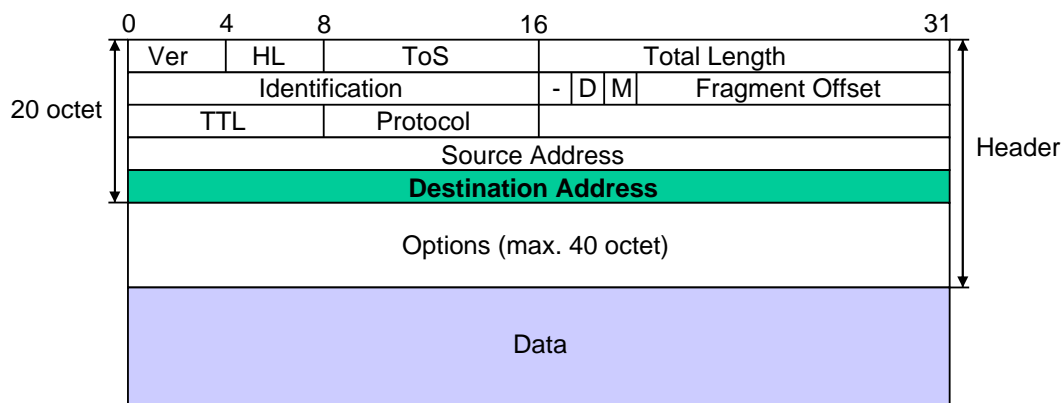 0 4 8 16 31
Ver HL ToS Total Length
Identification - D M Fragment Offset
20 octet
TTL Protocol
Source Address
Header
Destination Address
Options (max. 40 octet)
Data